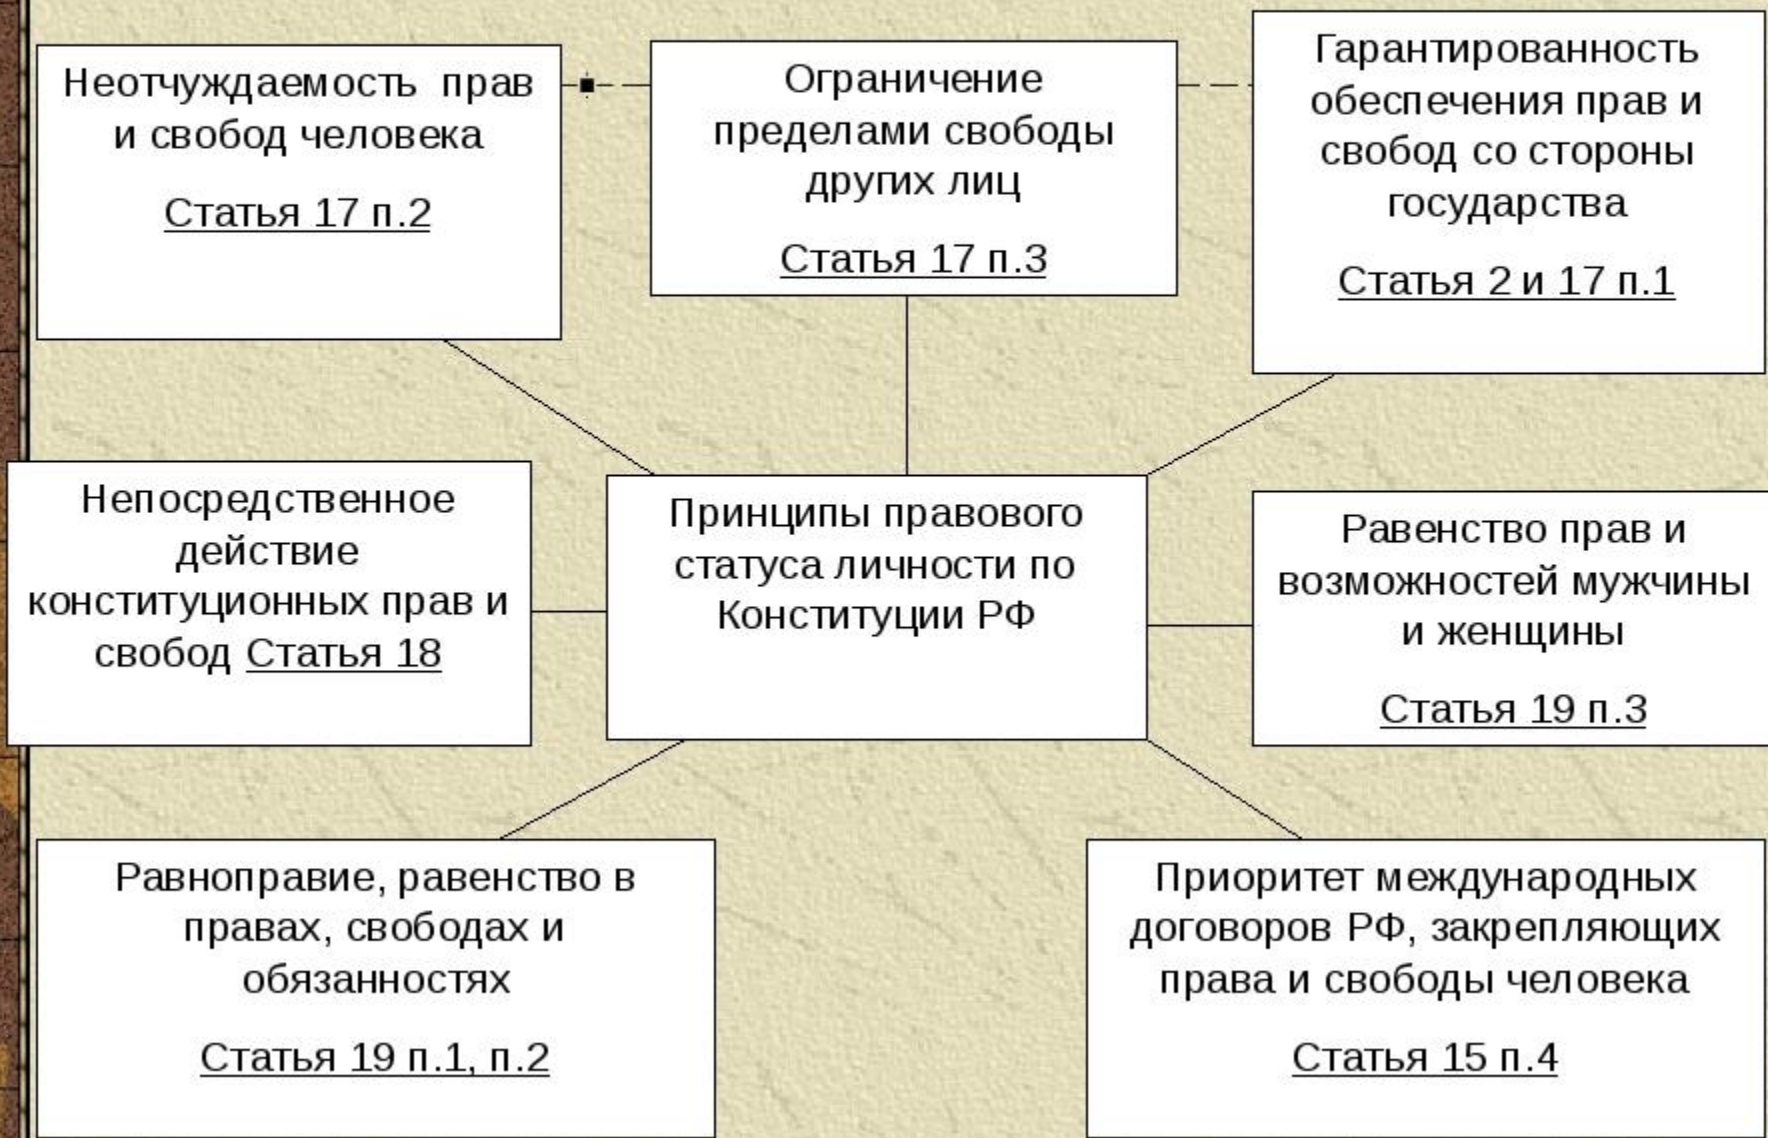 Неотчуждаемость прав
и свобод человека
Статья 17 п.2
Ограничение
пределами свободы
других лиц
Статья 17 п.3
Гарантированность
обеспечения прав и
свобод со стороны
государства
Статья 2 и 17 п.1
Непосредственное
действие
конституционных прав и
свобод Статья 18
Принципы правового
статуса личности по
Конституции РФ
Равенство прав и
возможностей мужчины
и женщины
Статья 19 п.3
Равноправие, равенство в
правах, свободах и
обязанностях
Статья 19 п.1, п.2
Приоритет международных
договоров РФ, закрепляющих
права и свободы человека
Статья 15 п.4